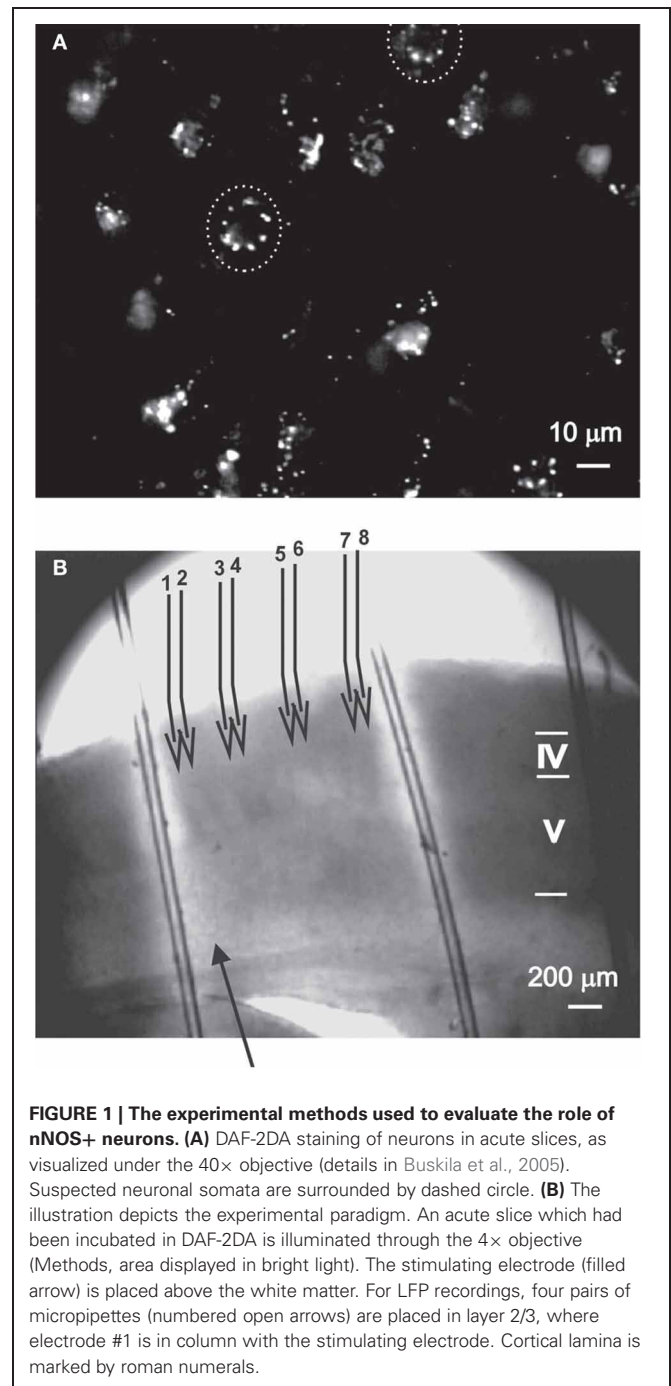 A
10 μm
B
1 2 3 4 5 6 7 8
IV
V
200 μm
FIGURE 1 | The experimental methods used to evaluate the role of
nNOS+ neurons. (A) DAF-2DA staining of neurons in acute slices, as
visualized under the 40× objective (details in Buskila et al., 2005).
Suspected neuronal somata are surrounded by dashed circle. (B) The
illustration depicts the experimental paradigm. An acute slice which had
been incubated in DAF-2DA is illuminated through the 4× objective
(Methods, area displayed in bright light). The stimulating electrode (filled
arrow) is placed above the white matter. For LFP recordings, four pairs of
micropipettes (numbered open arrows) are placed in layer 2/3, where
electrode #1 is in column with the stimulating electrode. Cortical lamina is
marked by roman numerals.